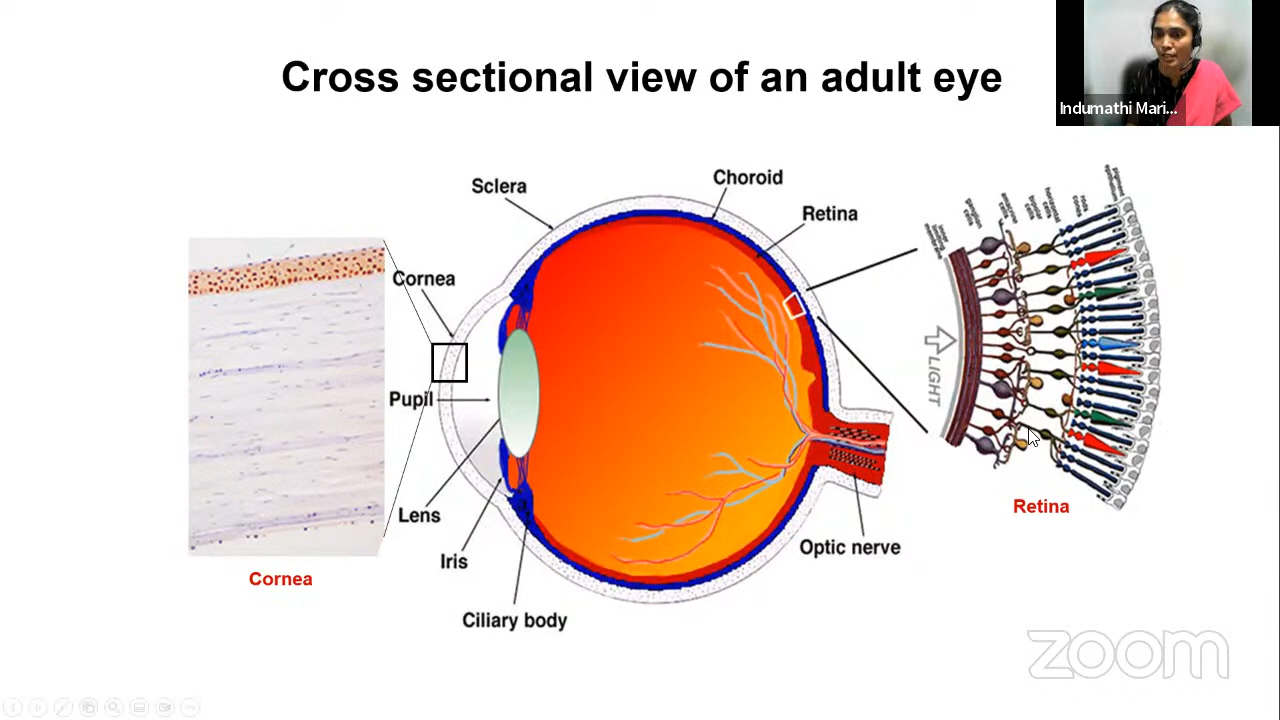 Cross sectional view of an adult eye
Indumathi Mari...
Sclera
Choroid
Retina
Cornea
Pupil
Lens
Iris
Ciliary body
Optic nerve
LIGHT
Cornea
Retina
zoom